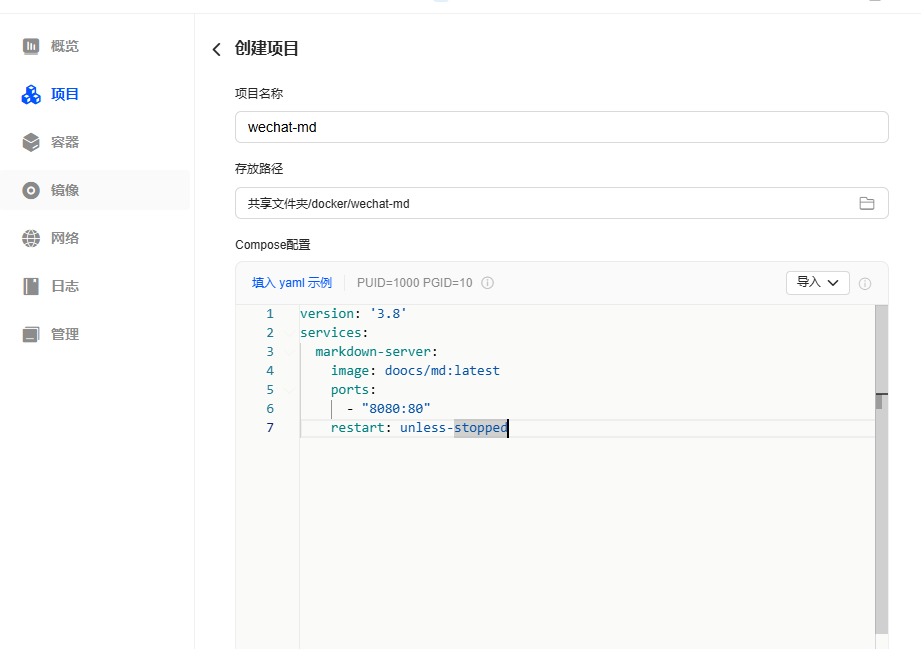 概览
项目
容器
镜像
网络
日志
管理
创建项目
项目名称
wechat-md
存放路径
共享文件夹/docker/wechat-md
Compose配置
填入 yaml 示例
PUID=1000 PGID=10
导入
1 version: '3.8'
2 services:
3   markdown-server:
4     image: doocs/md:latest
5     ports:
6       - "8080:80"
7     restart: unless-stopped